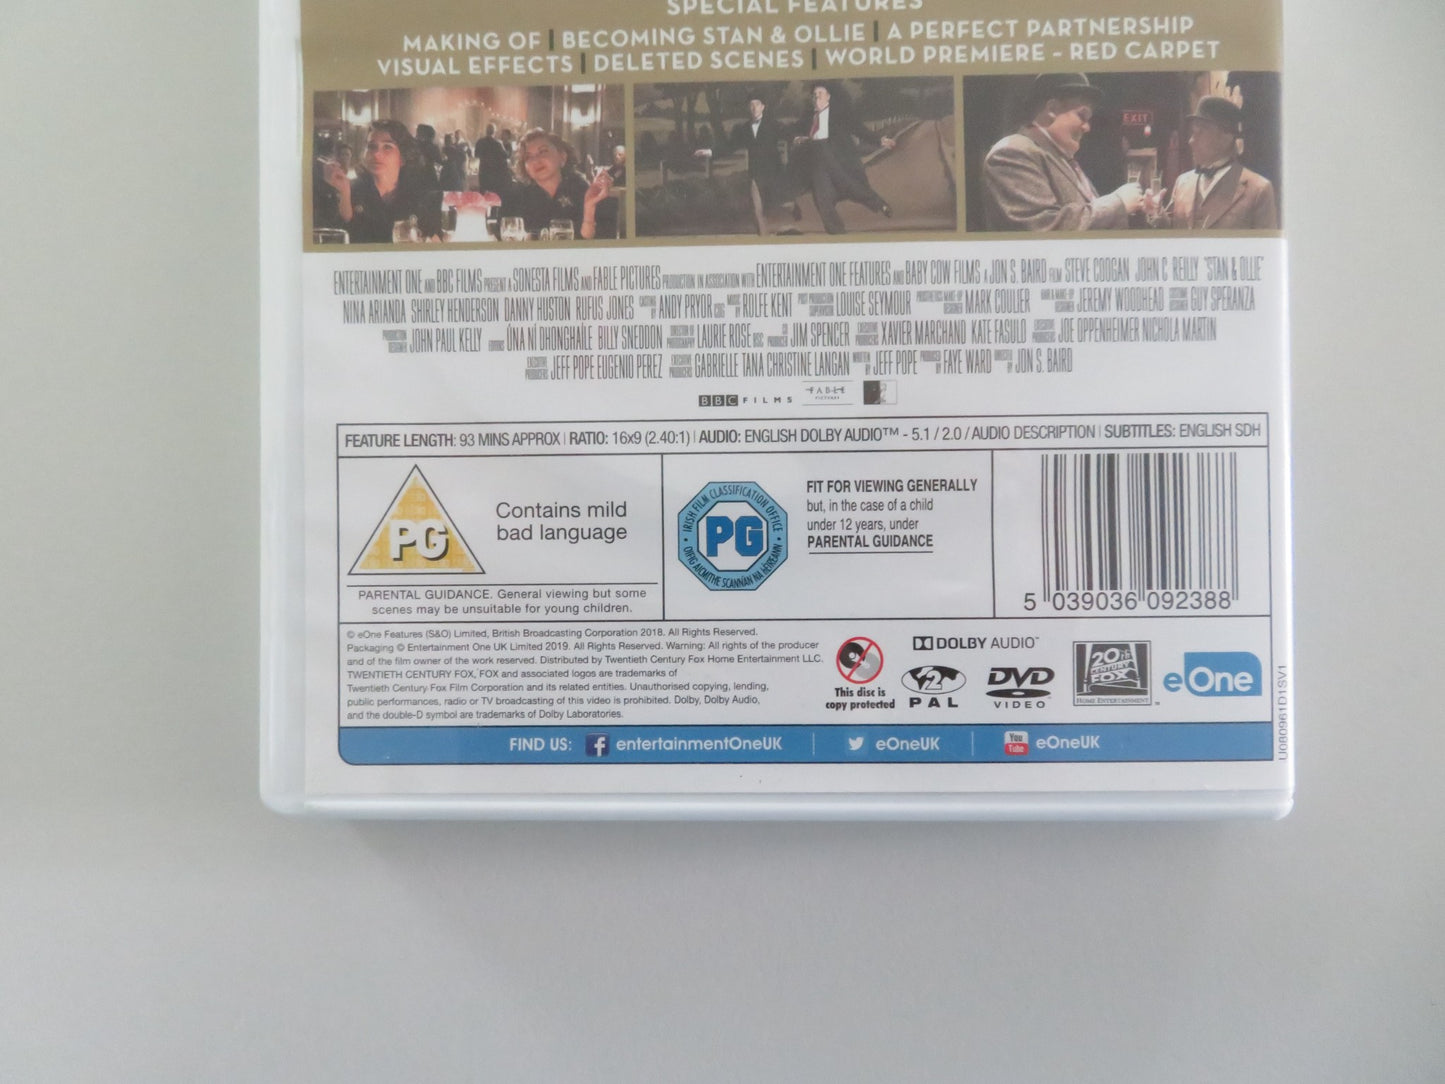 SPECIAL FEATURES
MAKING OF | BECOMING STAN & OLLIE | A PERFECT PARTNERSHIP
VISUAL EFFECTS | DELETED SCENES | WORLD PREMIERE - RED CARPET
EXIT
ENTERTAINMENT ONE AND BBC FILMS PRESENT A SONESTA FILMS AND FABLE PICTURES PRODUCTION IN ASSOCIATION WITH ENTERTAINMENT ONE FEATURES AND BABY COW FILMS A JON S. BAIRD FILM STEVE COOGAN JOHN C REILLY "STAN & OLLIE"
NINA ARIANDA SHIRLEY HENDERSON DANNY HUSTON RUFUS JONES CASTING BY ANDY PRYOR CDG MUSIC BY ROLFE KENT POST PRODUCTION SUPERVISOR LOUISE SEYMOUR PROSTHETICS MAKE-UP DESIGNER MARK COULIER HAIR & MAKE-UP DESIGNER JEREMY WOODHEAD COSTUME DESIGNER GUY SPERANZA
PRODUCTION DESIGNER JOHN PAUL KELLY EDITORS ÚNA NÍ DHONGHAÍLE BILLY SNEDDON DIRECTOR OF PHOTOGRAPHY LAURIE ROSE BSC CO PRODUCER JIM SPENCER EXECUTIVE PRODUCERS XAVIER MARCHAND KATE FASULO EXECUTIVE PRODUCERS JOE OPPENHEIMER NICHOLA MARTIN
EXECUTIVE PRODUCERS JEFF POPE EUGENIO PEREZ EXECUTIVE PRODUCERS GABRIELLE TANA CHRISTINE LANGAN WRITTEN BY JEFF POPE PRODUCED BY FAYE WARD DIRECTED BY JON S. BAIRD
BBC FILMS FABLE PICTURES
FEATURE LENGTH: 93 MINS APPROX | RATIO: 16x9 (2.40:1) | AUDIO: ENGLISH DOLBY AUDIO™ - 5.1 / 2.0 / AUDIO DESCRIPTION | SUBTITLES: ENGLISH SDH
PG
Contains mild
bad language
PARENTAL GUIDANCE. General viewing but some
scenes may be unsuitable for young children.
IRISH FILM CLASSIFICATION OFFICE
PG
OIFIG AICMITHE SCANNÁN NA hÉIREANN
FIT FOR VIEWING GENERALLY
but, in the case of a child
under 12 years, under
PARENTAL GUIDANCE
5 039036 092388
© eOne Features (S&O) Limited, British Broadcasting Corporation 2018. All Rights Reserved.
Packaging © Entertainment One UK Limited 2019. All Rights Reserved. Warning: All rights of the producer
and of the film owner of the work reserved. Distributed by Twentieth Century Fox Home Entertainment LLC.
TWENTIETH CENTURY FOX, FOX and associated logos are trademarks of
Twentieth Century Fox Film Corporation and its related entities. Unauthorised copying, lending,
public performances, radio or TV broadcasting of this video is prohibited. Dolby, Dolby Audio,
and the double-D symbol are trademarks of Dolby Laboratories.
This disc is
copy protected
DOLBY AUDIO™
2
PAL
DVD
VIDEO
20th
CENTURY
FOX
HOME ENTERTAINMENT
eOne
U080961D1SV1
FIND US: f entertainmentOneUK | eOneUK | You Tube eOneUK